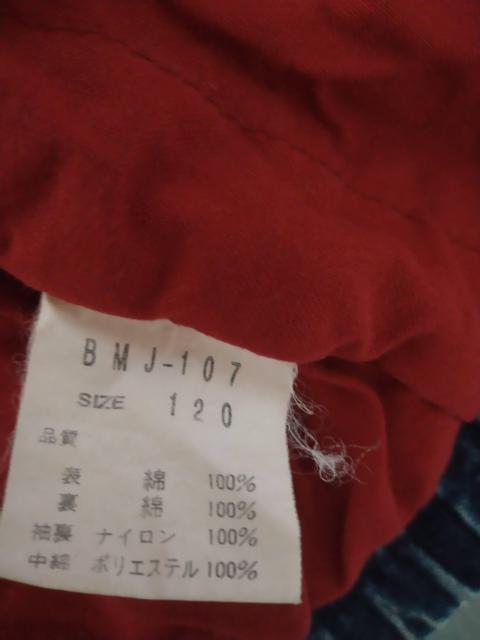 BMJ-107
SIZE 120
品質
表 綿 100%
裏 綿 100%
袖裏 ナイロン 100%
中綿 ポリエステル 100%